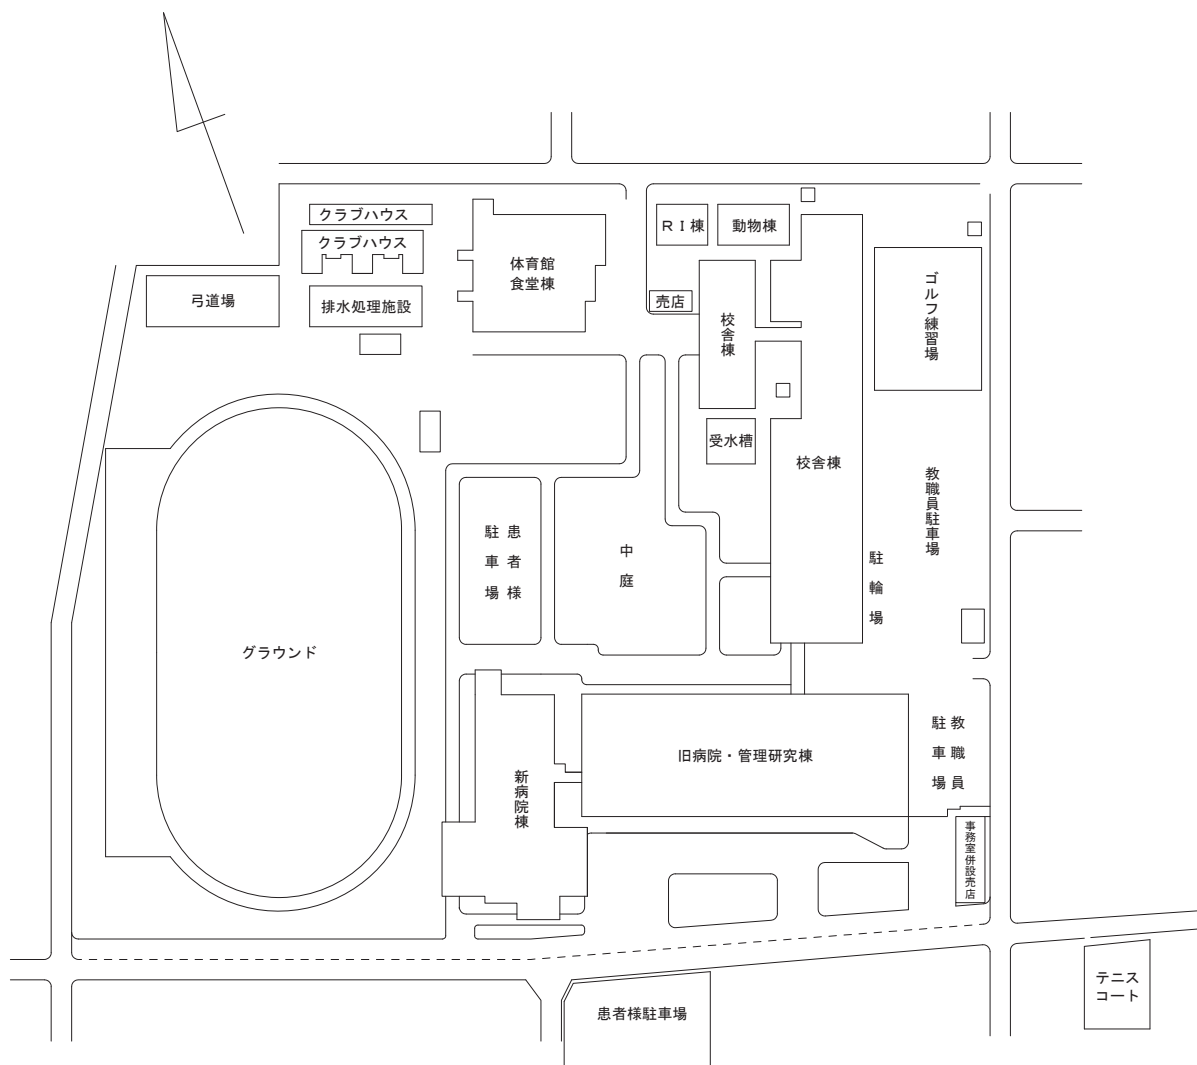 クラブハウス
クラブハウス
体育館
食堂棟
ＲＩ棟
動物棟
弓道場
排水処理施設
売店
校舎棟
ゴルフ練習場
受水槽
校舎棟
教職員駐車場
患者様
駐車場
中庭
駐輪場
グラウンド
旧病院・管理研究棟
教職員
駐車場
新病院棟
事務室併設売店
テニス
コート
患者様駐車場